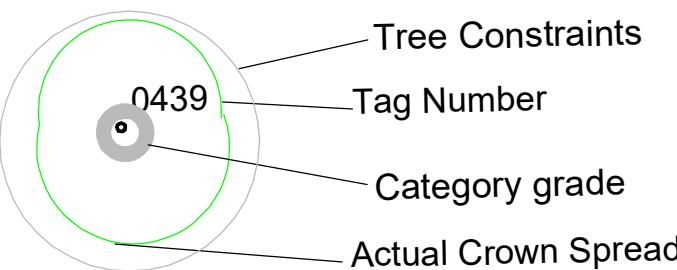 Tree Constraints
0439
Tag Number
Category grade
Actual Crown Spread